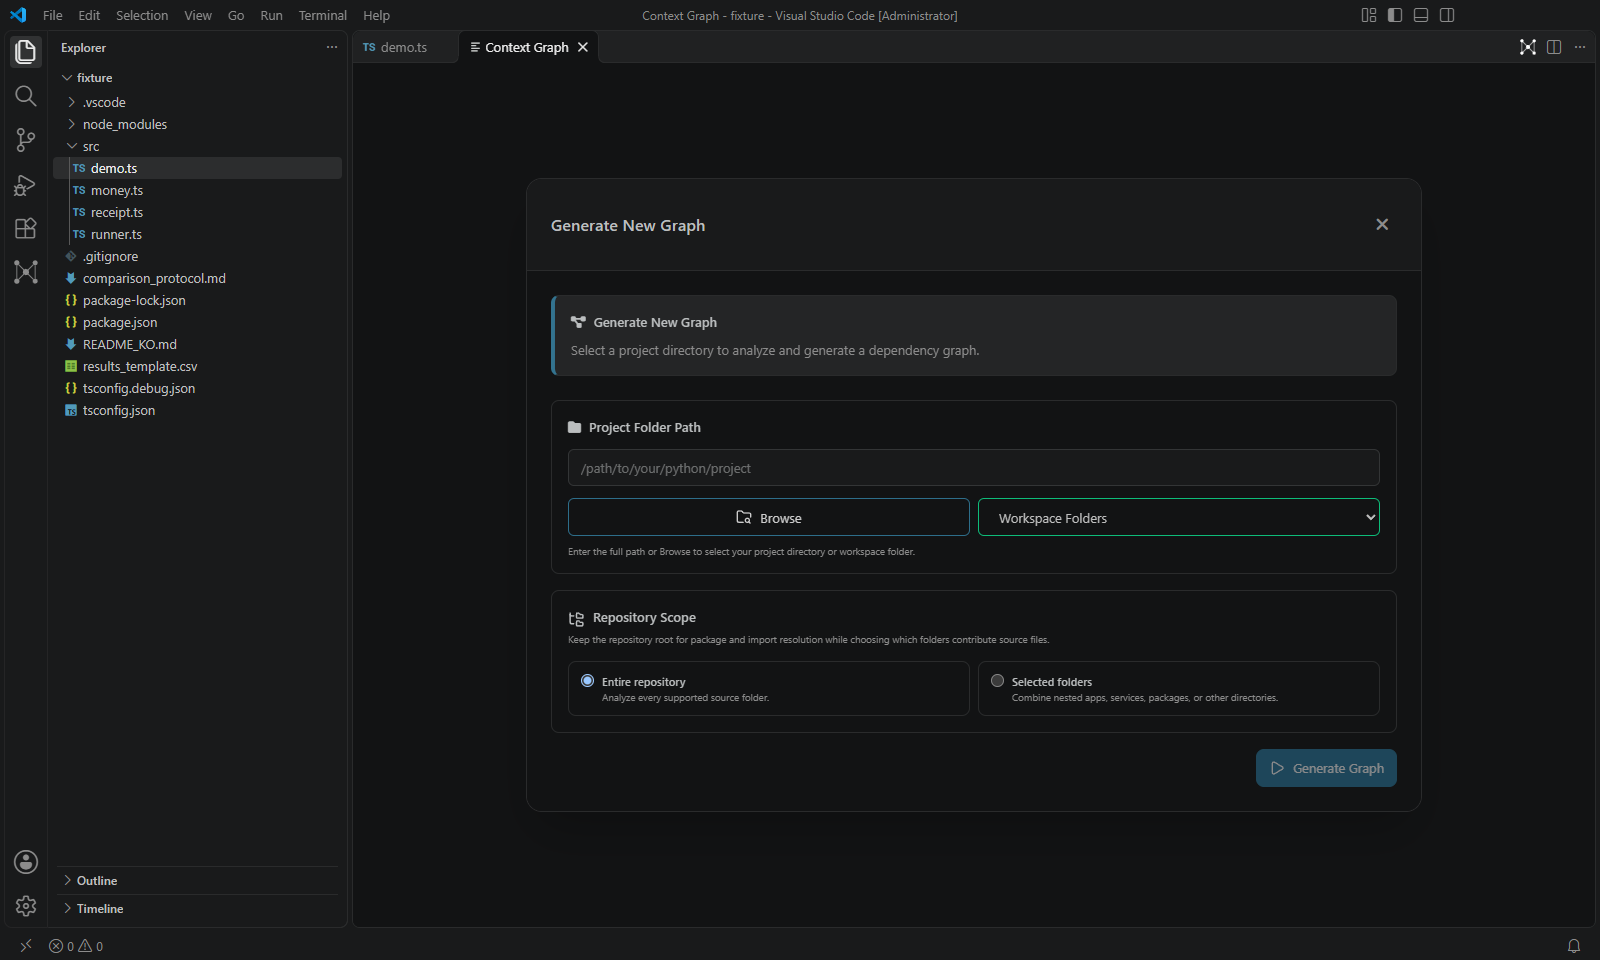 File Edit Selection View Go Run Terminal Help
Context Graph - fixture - Visual Studio Code [Administrator]
Explorer
TS demo.ts
Context Graph
fixture
.vscode
node_modules
src
TS demo.ts
TS money.ts
TS receipt.ts
TS runner.ts
.gitignore
comparison_protocol.md
{} package-lock.json
{} package.json
README_KO.md
results_template.csv
{} tsconfig.debug.json
TS tsconfig.json
Outline
Timeline
Generate New Graph
Generate New Graph
Select a project directory to analyze and generate a dependency graph.
Project Folder Path
/path/to/your/python/project
Browse
Workspace Folders
Enter the full path or Browse to select your project directory or workspace folder.
Repository Scope
Keep the repository root for package and import resolution while choosing which folders contribute source files.
Entire repository
Analyze every supported source folder.
Selected folders
Combine nested apps, services, packages, or other directories.
Generate Graph
0 0